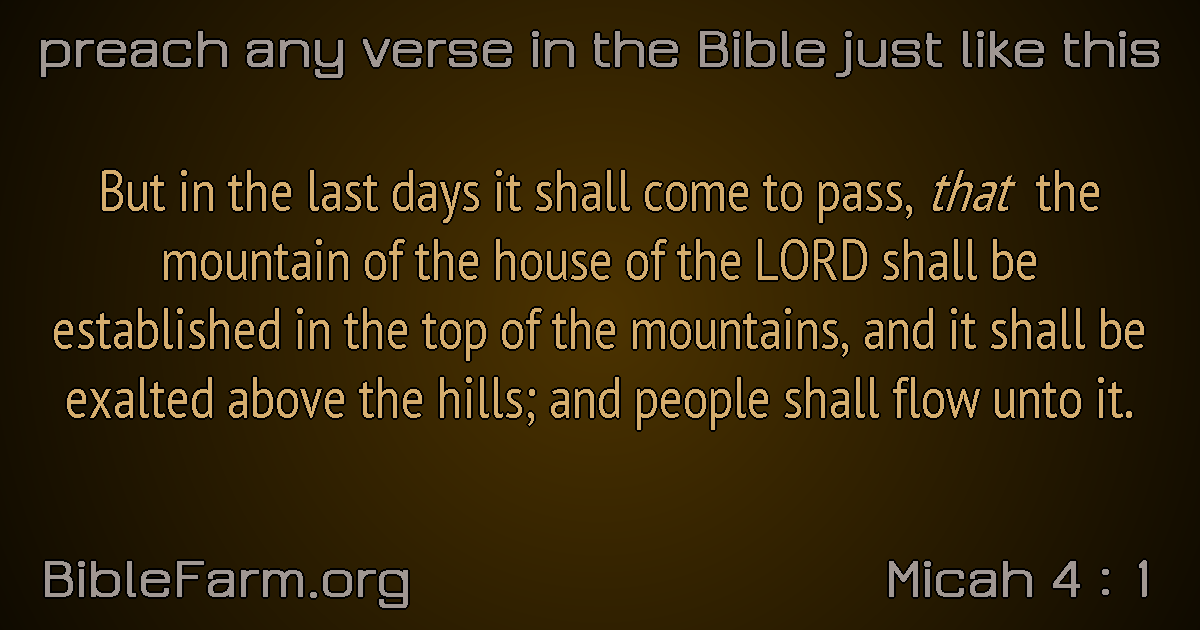 preach any verse in the Bible just like this
But in the last days it shall come to pass, that the
mountain of the house of the LORD shall be
established in the top of the mountains, and it shall be
exalted above the hills; and people shall flow unto it.
BibleFarm.org
Micah 4 : 1